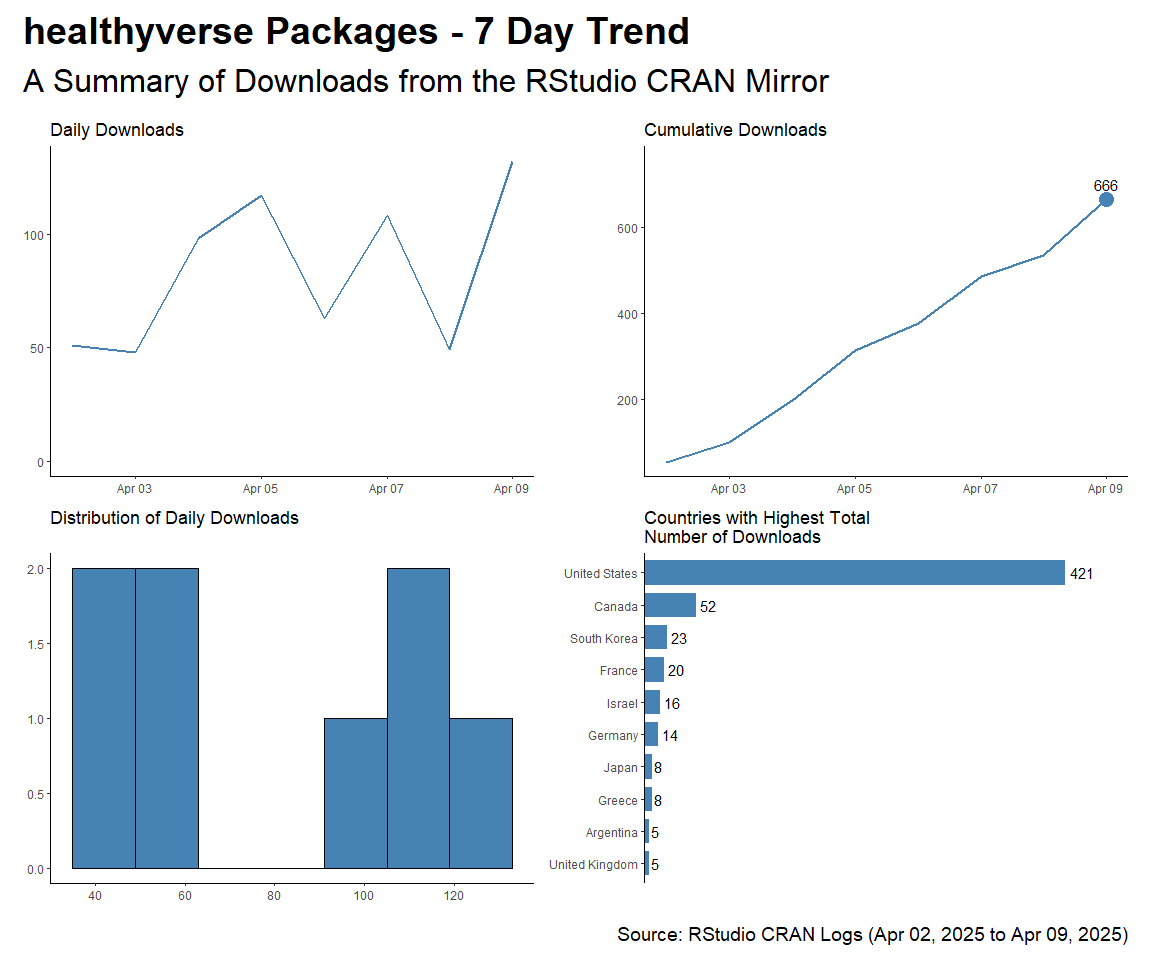 healthyverse Packages - 7 Day Trend
A Summary of Downloads from the RStudio CRAN Mirror
Daily Downloads
100
50
0
Apr 03
Apr 05
Apr 07
Apr 09
Cumulative Downloads
666
600
400
200
Apr 03
Apr 05
Apr 07
Apr 09
Distribution of Daily Downloads
2.0
1.5
1.0
0.5
0.0
40
60
80
100
120
Countries with Highest Total
Number of Downloads
United States 421
Canada 52
South Korea 23
France 20
Israel 16
Germany 14
Japan 8
Greece 8
Argentina 5
United Kingdom 5
Source: RStudio CRAN Logs (Apr 02, 2025 to Apr 09, 2025)